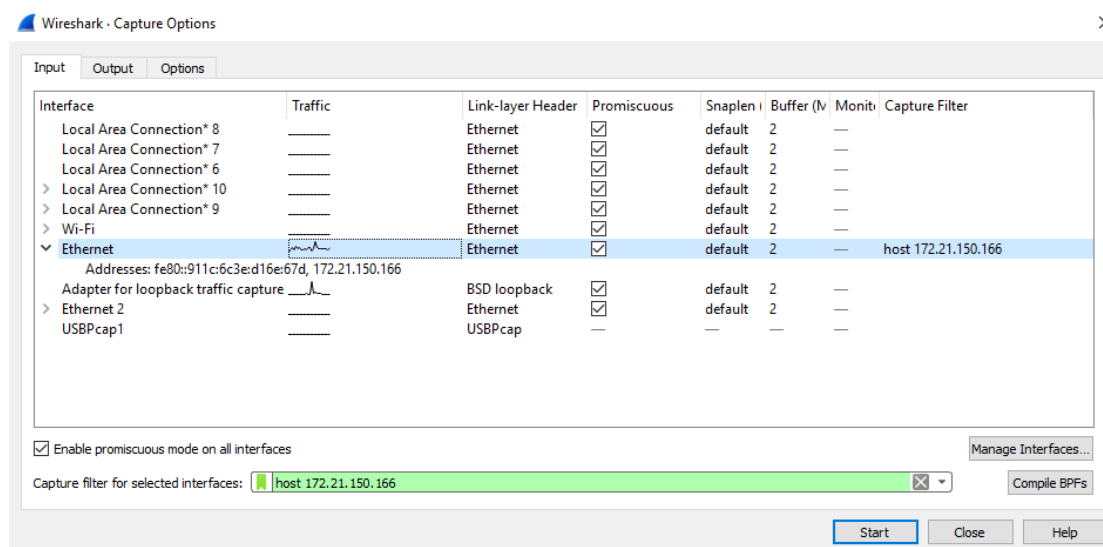 Wireshark · Capture Options
Input Output Options
Interface Traffic Link-layer Header Promiscuous Snaplen ( Buffer (M Monito Capture Filter
Local Area Connection* 8 Ethernet default 2 —
Local Area Connection* 7 Ethernet default 2 —
Local Area Connection* 6 Ethernet default 2 —
Local Area Connection* 10 Ethernet default 2 —
Local Area Connection* 9 Ethernet default 2 —
Wi-Fi Ethernet default 2 —
Ethernet Ethernet default 2 — host 172.21.150.166
Addresses: fe80::911c:6c3e:d16e:67d, 172.21.150.166
Adapter for loopback traffic capture BSD loopback default 2 —
Ethernet 2 Ethernet default 2 —
USBPcap1 USBPcap — — — —
Enable promiscuous mode on all interfaces Manage Interfaces...
Capture filter for selected interfaces: host 172.21.150.166 Compile BPFs
Start Close Help